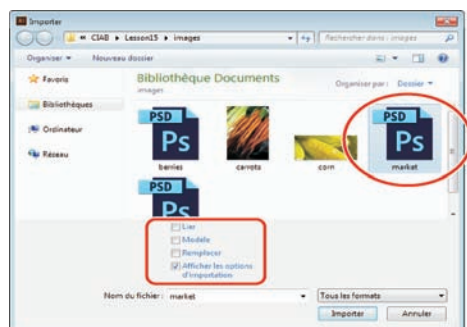 Importer
« CIAB ▸ Lesson15 ▸ images
Rechercher dans : images
Organiser
Nouveau dossier
Favoris
Bibliothèques
Ordinateur
Réseau
Bibliothèque Documents
images
Organiser par : Dossier
PSD
Ps
berries
carrots
corn
PSD
Ps
market
PSD
Ps
Lier
Modèle
Remplacer
Afficher les options
d'importation
Nom du fichier : market
Tous les formats
Importer
Annuler